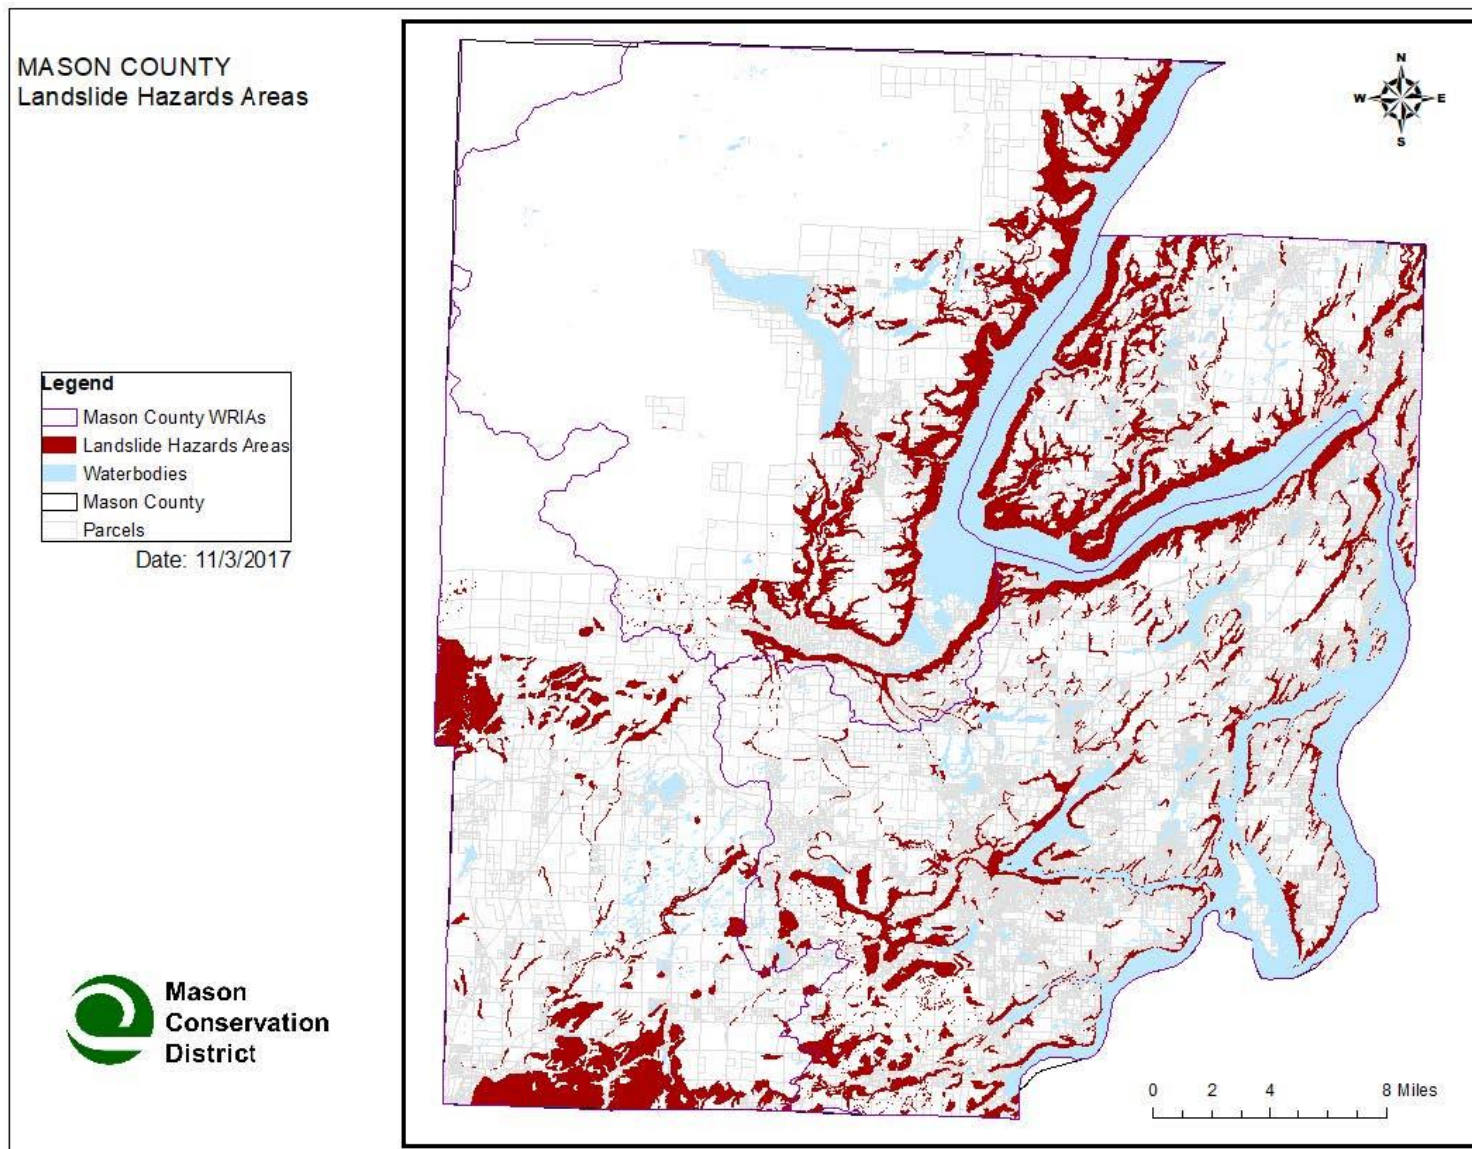 MASON COUNTY
Landslide Hazards Areas
N
W E
S
Legend
Mason County WRIAs
Landslide Hazards Areas
Waterbodies
Mason County
Parcels
Date: 11/3/2017
Mason
Conservation
District
0 2 4 8 Miles